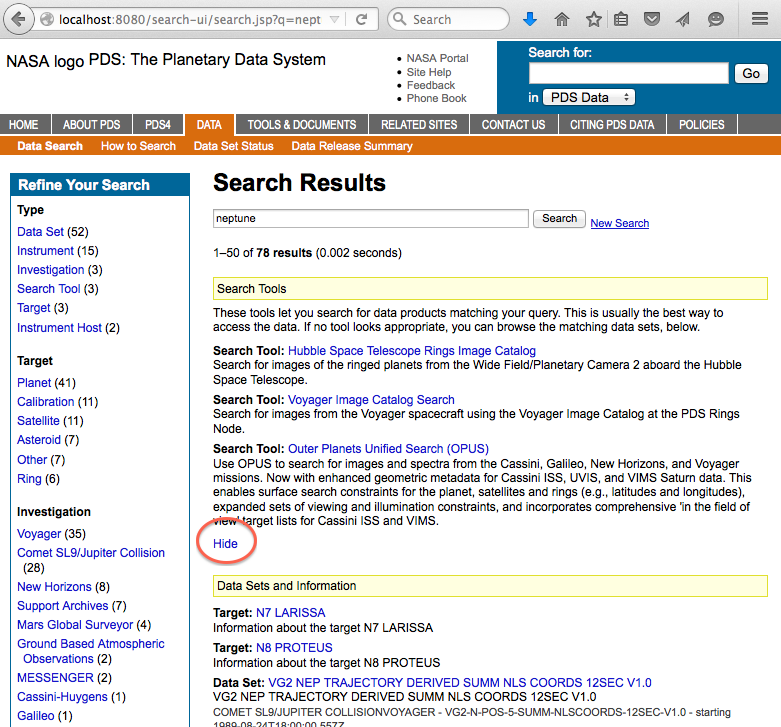 localhost:8080/search-ui/search.jsp?q=nept
Search
NASA logo PDS: The Planetary Data System
NASA Portal
Site Help
Feedback
Phone Book
Search for:
Go
in PDS Data
HOME ABOUT PDS PDS4 DATA TOOLS & DOCUMENTS RELATED SITES CONTACT US CITING PDS DATA POLICIES
Data Search How to Search Data Set Status Data Release Summary
Refine Your Search
Type
Data Set (52)
Instrument (15)
Investigation (3)
Search Tool (3)
Target (3)
Instrument Host (2)
Target
Planet (41)
Calibration (11)
Satellite (11)
Asteroid (7)
Other (7)
Ring (6)
Investigation
Voyager (35)
Comet SL9/Jupiter Collision
(28)
New Horizons (8)
Support Archives (7)
Mars Global Surveyor (4)
Ground Based Atmospheric
Observations (2)
MESSENGER (2)
Cassini-Huygens (1)
Galileo (1)
Search Results
neptune Search New Search
1–50 of 78 results (0.002 seconds)
Search Tools
These tools let you search for data products matching your query. This is usually the best way to
access the data. If no tool looks appropriate, you can browse the matching data sets, below.
Search Tool: Hubble Space Telescope Rings Image Catalog
Search for images of the ringed planets from the Wide Field/Planetary Camera 2 aboard the Hubble
Space Telescope.
Search Tool: Voyager Image Catalog Search
Search for images from the Voyager spacecraft using the Voyager Image Catalog at the PDS Rings
Node.
Search Tool: Outer Planets Unified Search (OPUS)
Use OPUS to search for images and spectra from the Cassini, Galileo, New Horizons, and Voyager
missions. Now with enhanced geometric metadata for Cassini ISS, UVIS, and VIMS Saturn data. This
enables surface search constraints for the planet, satellites and rings (e.g., latitudes and longitudes),
expanded sets of viewing and illumination constraints, and incorporates comprehensive 'in the field of
view' target lists for Cassini ISS and VIMS.
Hide
Data Sets and Information
Target: N7 LARISSA
Information about the target N7 LARISSA
Target: N8 PROTEUS
Information about the target N8 PROTEUS
Data Set: VG2 NEP TRAJECTORY DERIVED SUMM NLS COORDS 12SEC V1.0
VG2 NEP TRAJECTORY DERIVED SUMM NLS COORDS 12SEC V1.0
COMET SL9/JUPITER COLLISIONVOYAGER - VG2-N-POS-5-SUMM-NLSCOORDS-12SEC-V1.0 - starting
1989-08-24T18:00:00.557Z